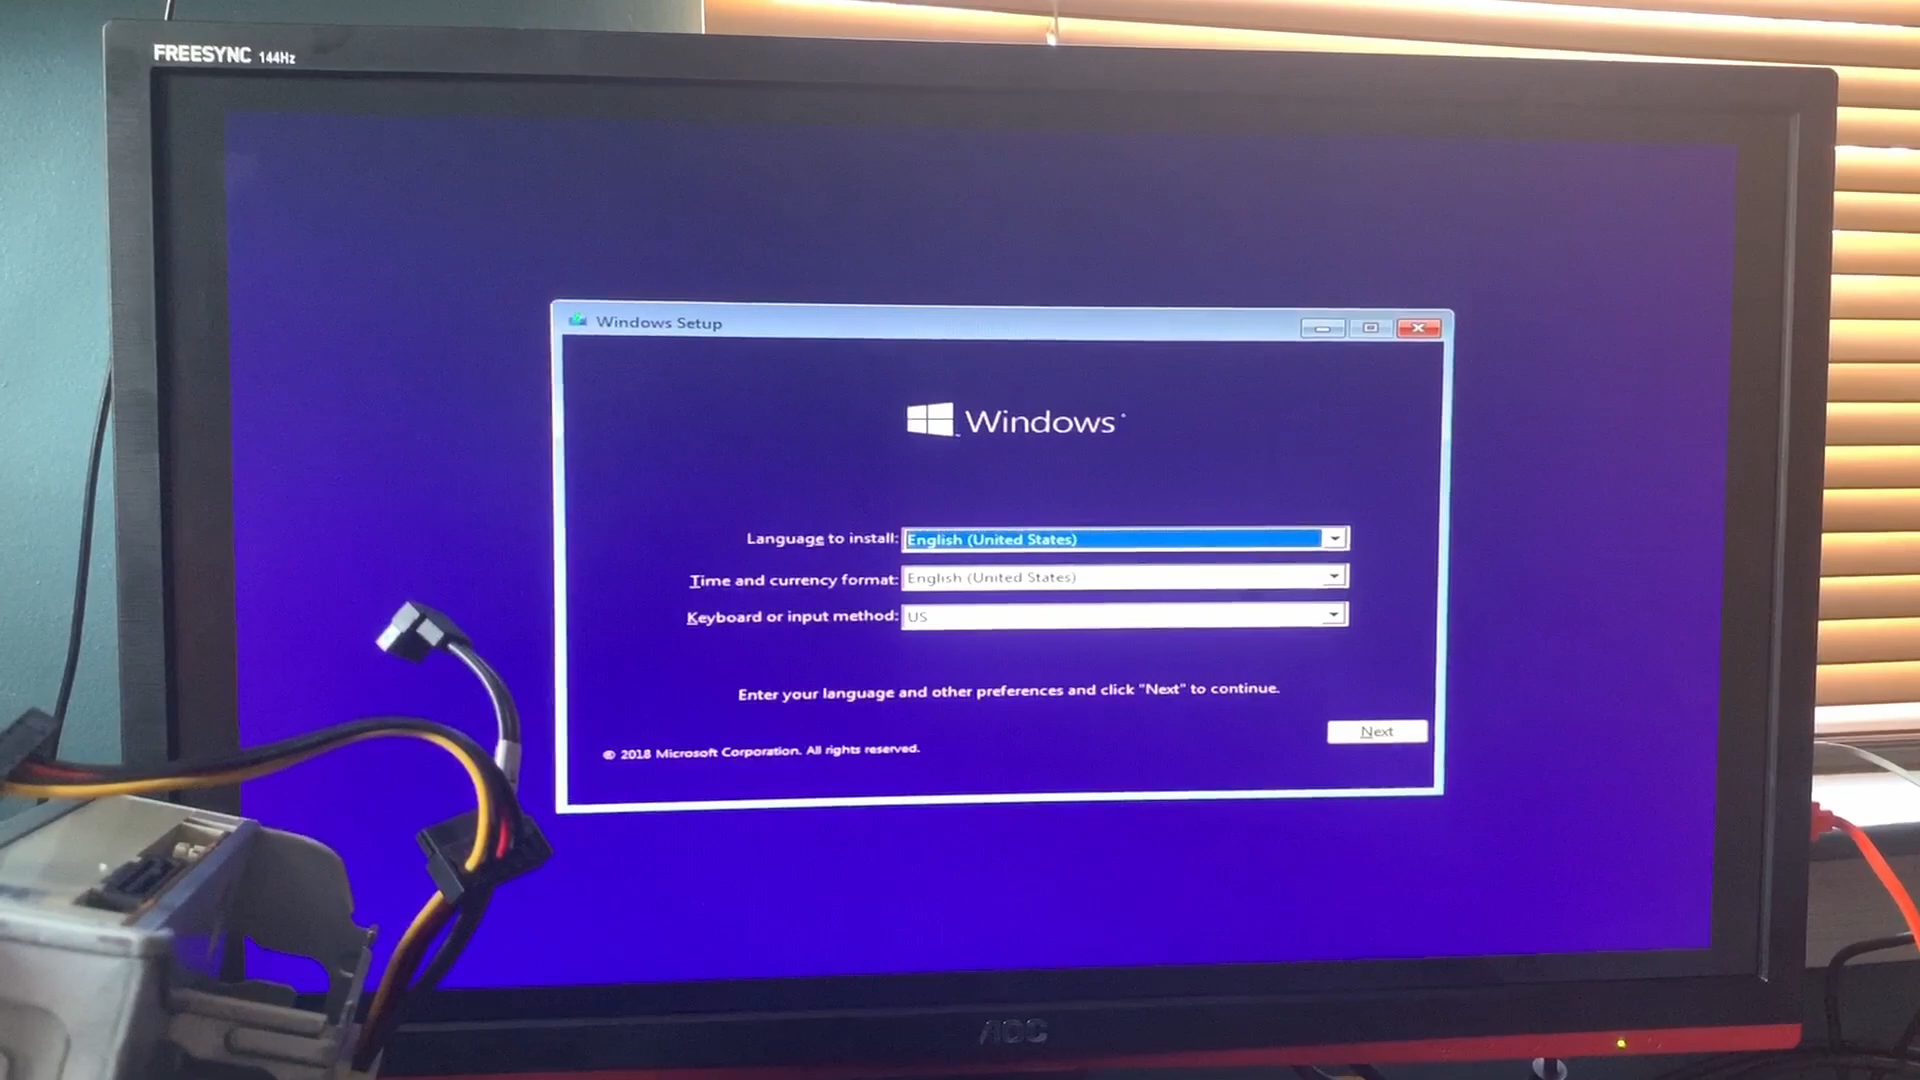 FREESYNC 144Hz
Windows Setup
Windows
Language to install: English (United States)
Time and currency format: English (United States)
Keyboard or input method: US
Enter your language and other preferences and click "Next" to continue.
Next
© 2018 Microsoft Corporation. All rights reserved.
AOC